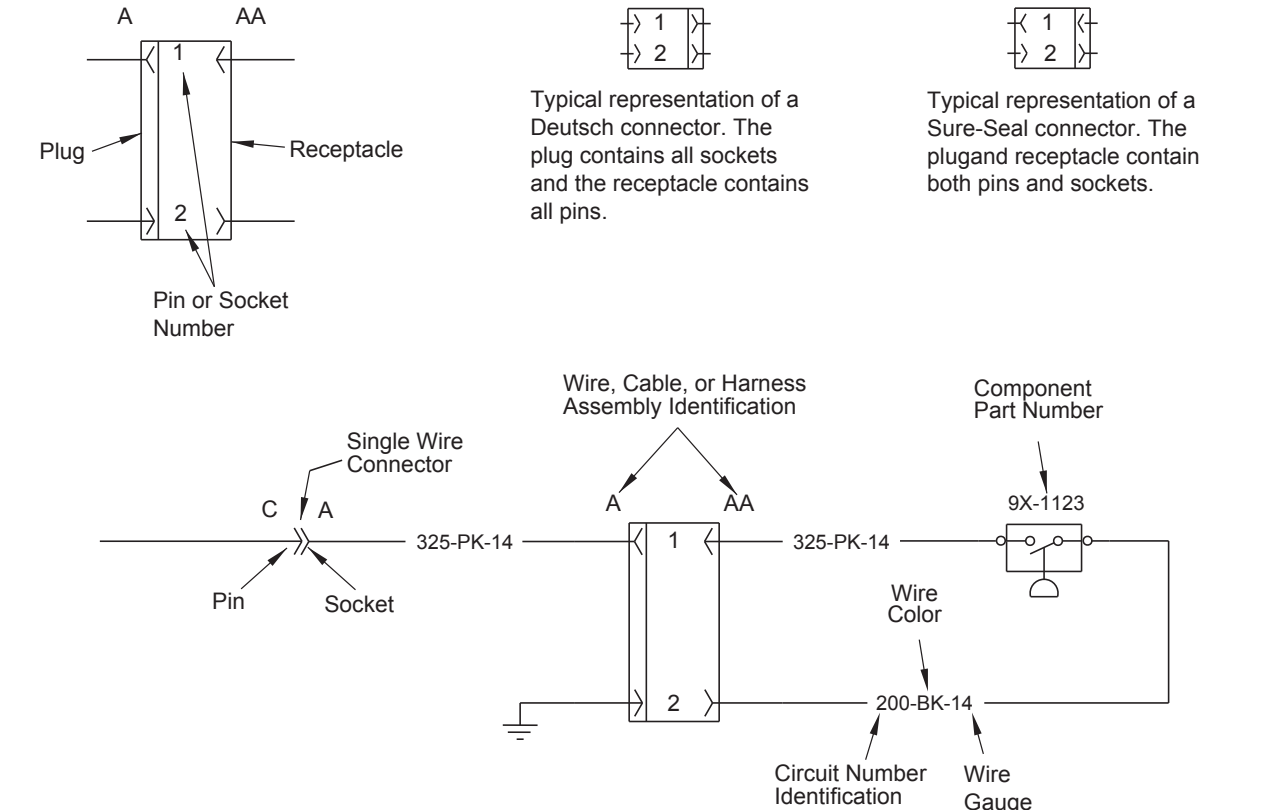 A
AA
1
Plug
Receptacle
2
Pin or Socket
Number
1
2
Typical representation of a
Deutsch connector. The
plug contains all sockets
and the receptacle contains
all pins.
1
2
Typical representation of a
Sure-Seal connector. The
plugand receptacle contain
both pins and sockets.
Wire, Cable, or Harness
Assembly Identification
Component
Part Number
Single Wire
Connector
C
A
A
AA
9X-1123
325-PK-14
1
325-PK-14
Pin
Socket
Wire
Color
2
200-BK-14
Circuit Number
Identification
Wire
Gauge